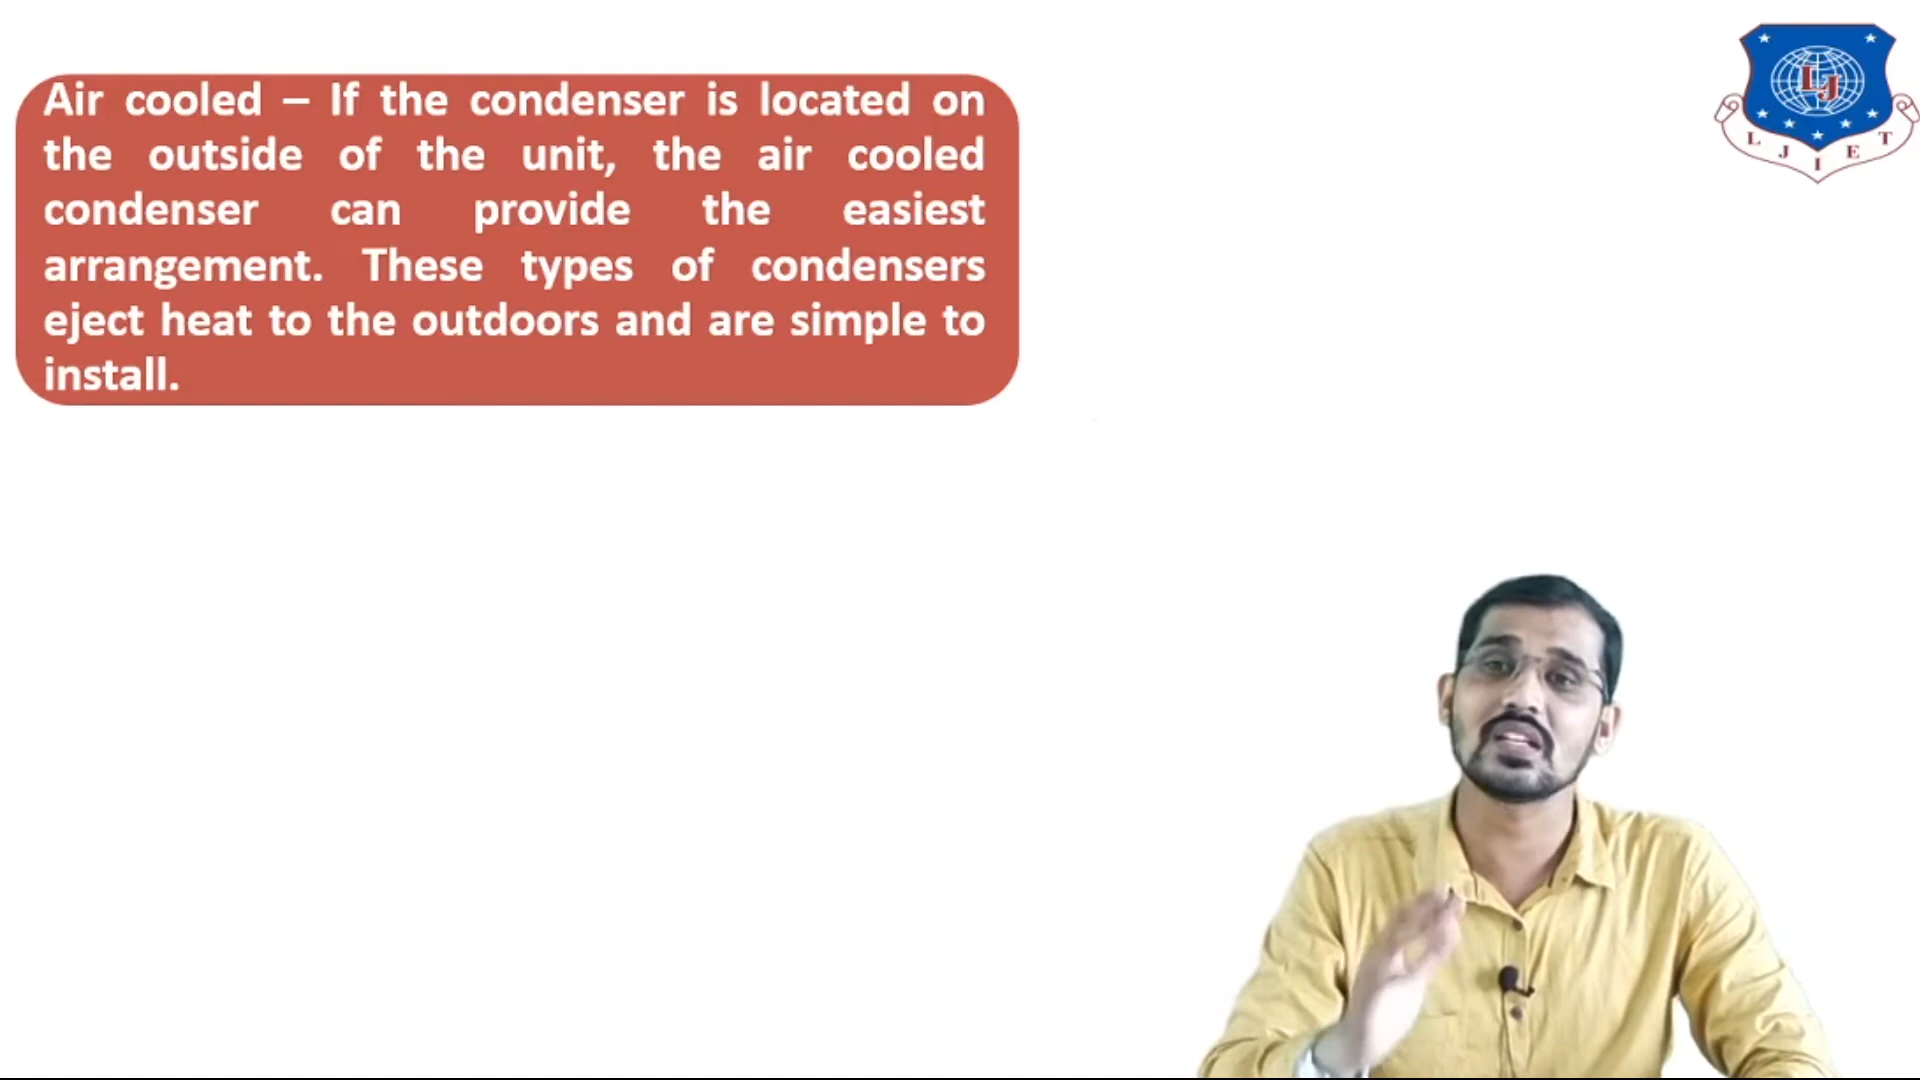 Air cooled – If the condenser is located on
the outside of the unit, the air cooled
condenser can provide the easiest
arrangement. These types of condensers
eject heat to the outdoors and are simple to
install.
LJ
L J I E T